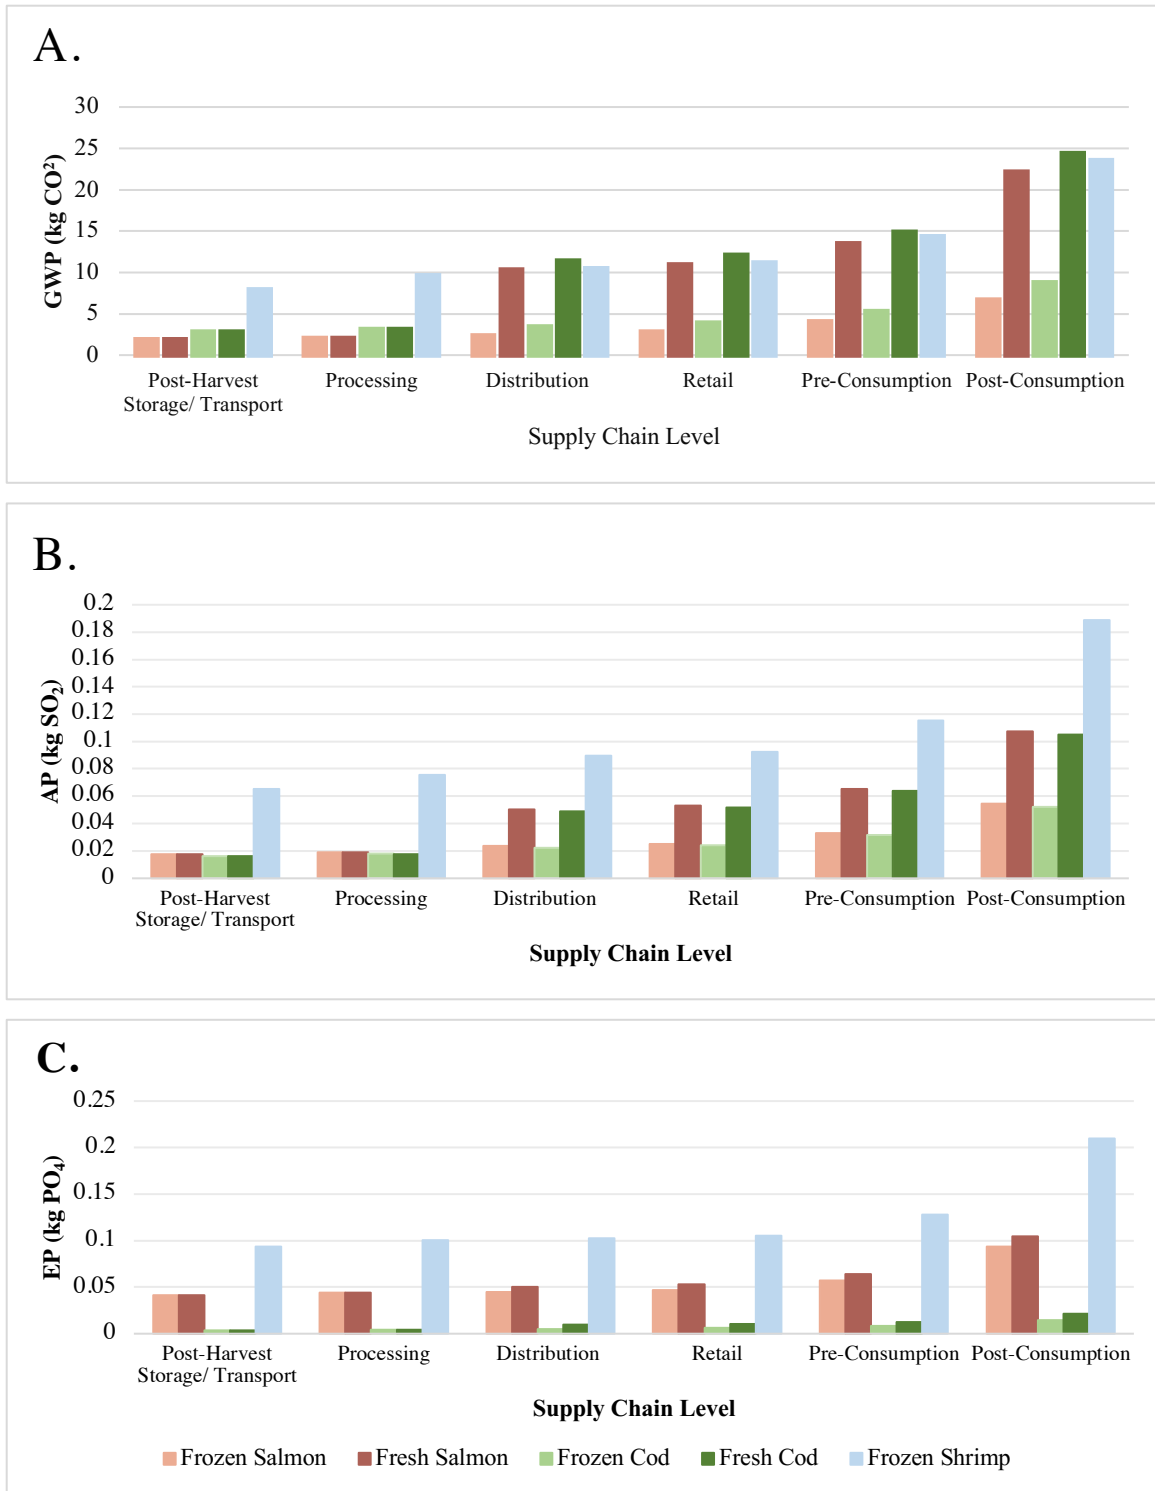 A.
30
25
20
15
10
5
0
GWP (kg CO²)
Post-Harvest Processing Distribution Retail Pre-Consumption Post-Consumption
Storage/ Transport
Supply Chain Level
B.
0.2
0.18
0.16
0.14
0.12
0.1
0.08
0.06
0.04
0.02
0
AP (kg SO₂)
Post-Harvest Processing Distribution Retail Pre-Consumption Post-Consumption
Storage/ Transport
Supply Chain Level
C.
0.25
0.2
0.15
0.1
0.05
0
EP (kg PO₄)
Post-Harvest Processing Distribution Retail Pre-Consumption Post-Consumption
Storage/ Transport
Supply Chain Level
Frozen Salmon Fresh Salmon Frozen Cod Fresh Cod Frozen Shrimp